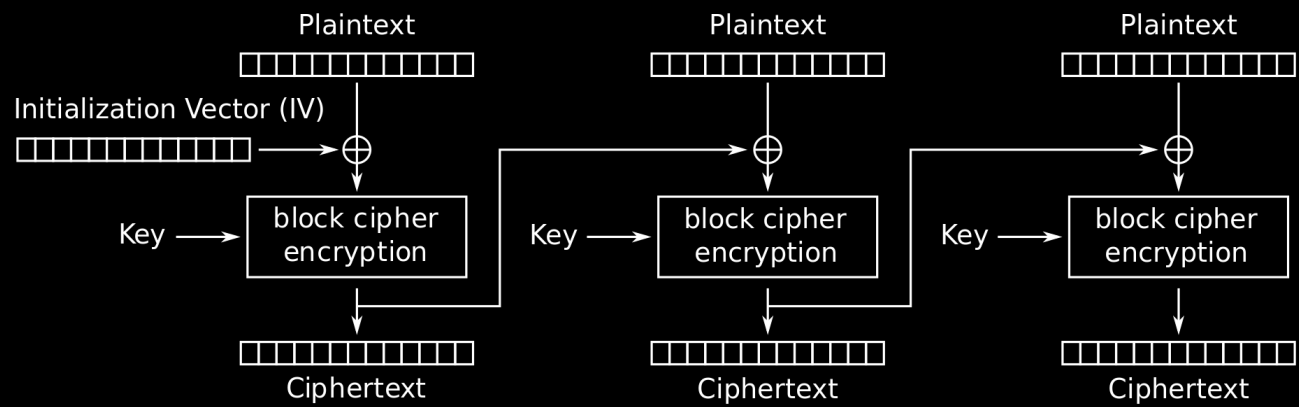 Plaintext
Plaintext
Plaintext
Initialization Vector (IV)
Key
block cipher
encryption
Key
block cipher
encryption
Key
block cipher
encryption
Ciphertext
Ciphertext
Ciphertext